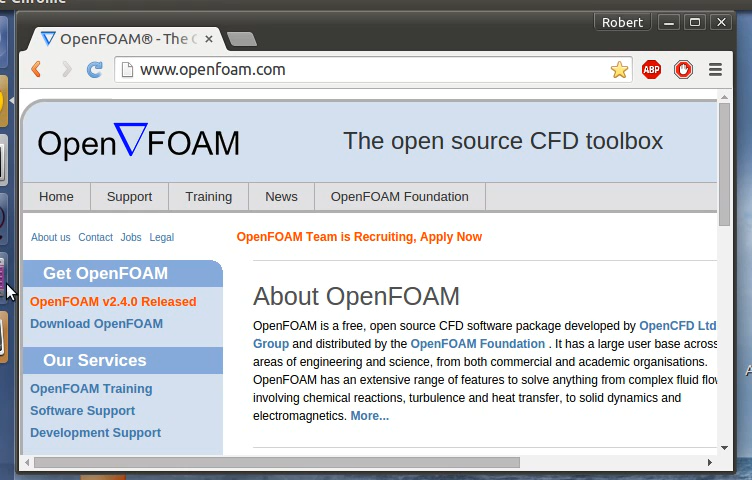 Chrome
Robert
OpenFOAM® - The
www.openfoam.com
ABP
Open∇FOAM
The open source CFD toolbox
Home Support Training News OpenFOAM Foundation
About us Contact Jobs Legal
OpenFOAM Team is Recruiting, Apply Now
Get OpenFOAM
OpenFOAM v2.4.0 Released
Download OpenFOAM
Our Services
OpenFOAM Training
Software Support
Development Support
About OpenFOAM
OpenFOAM is a free, open source CFD software package developed by OpenCFD Ltd
Group and distributed by the OpenFOAM Foundation . It has a large user base across
areas of engineering and science, from both commercial and academic organisations.
OpenFOAM has an extensive range of features to solve anything from complex fluid flow
involving chemical reactions, turbulence and heat transfer, to solid dynamics and
electromagnetics. More...